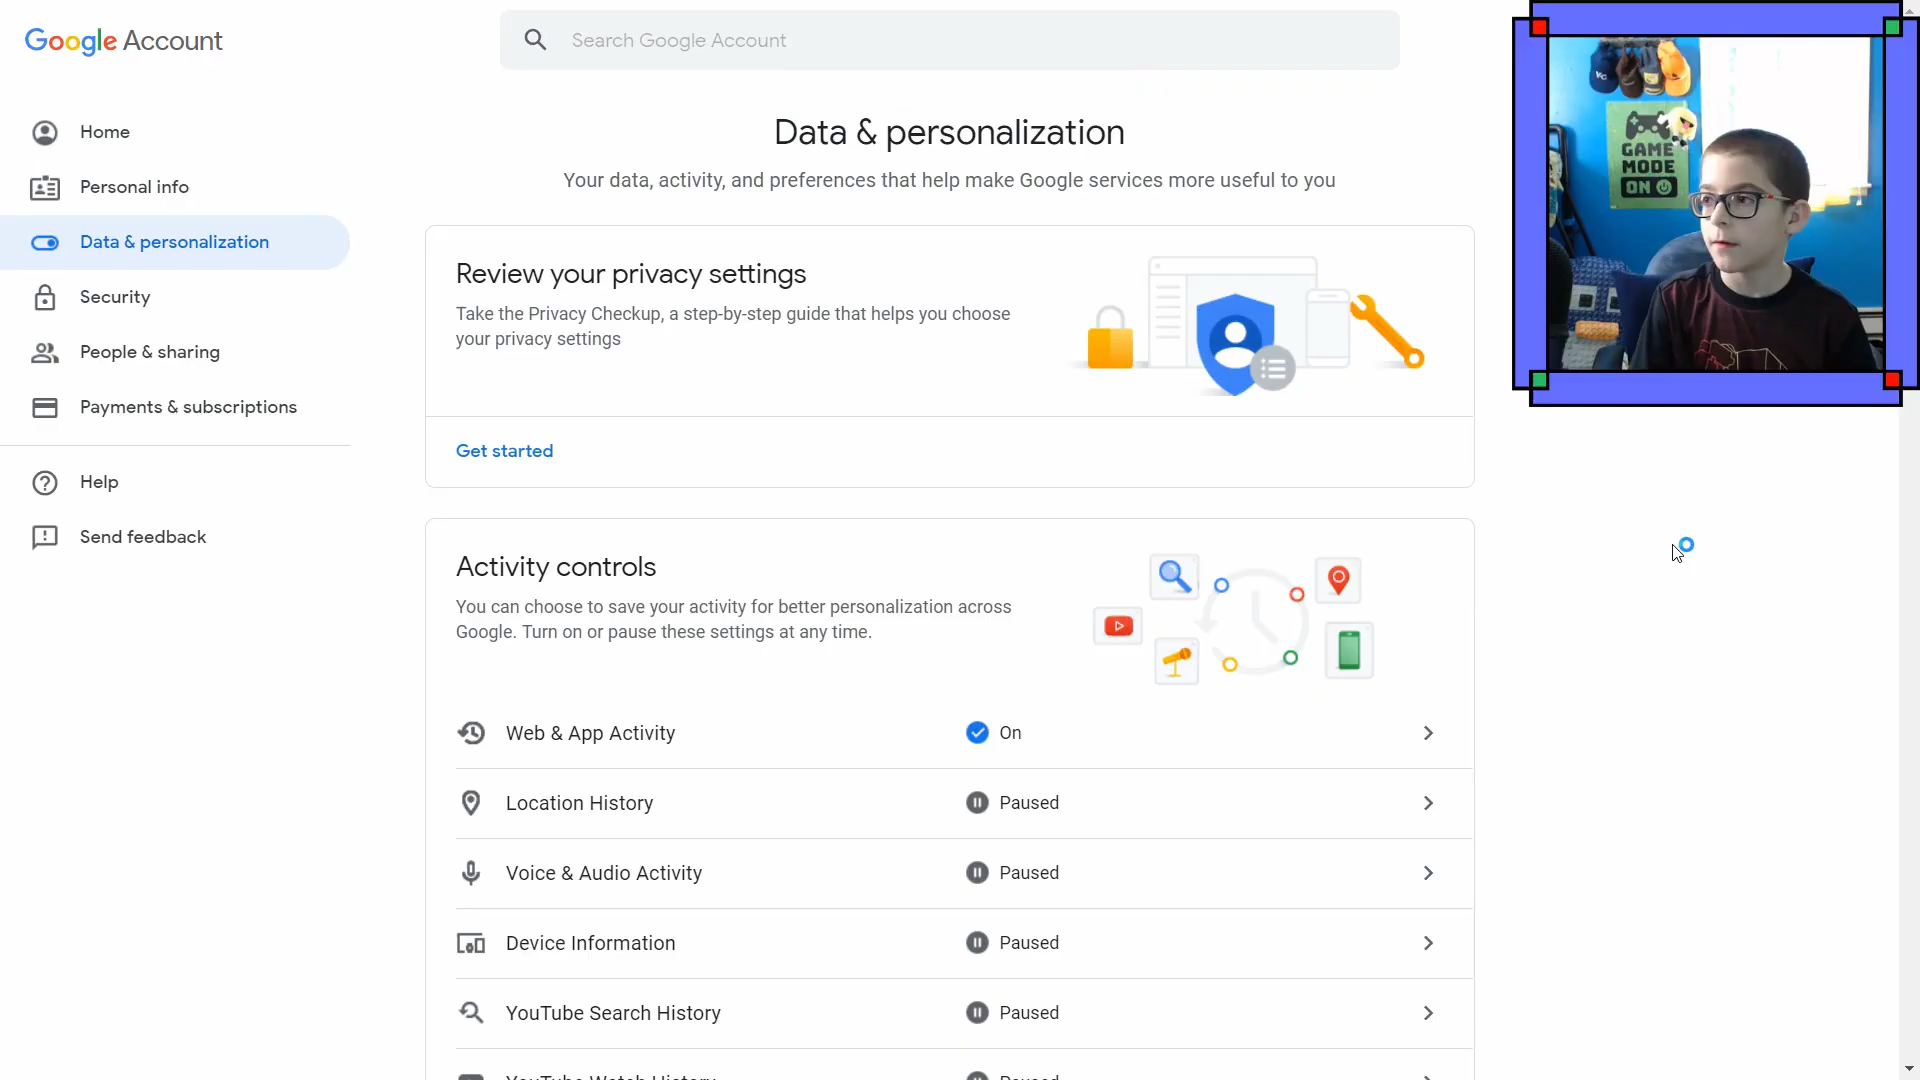 Google Account
Search Google Account
Home
Personal info
Data & personalization
Security
People & sharing
Payments & subscriptions
Help
Send feedback
Data & personalization
Your data, activity, and preferences that help make Google services more useful to you
Review your privacy settings
Take the Privacy Checkup, a step-by-step guide that helps you choose
your privacy settings
Get started
Activity controls
You can choose to save your activity for better personalization across
Google. Turn on or pause these settings at any time.
Web & App Activity On
Location History Paused
Voice & Audio Activity Paused
Device Information Paused
YouTube Search History Paused
YouTube Watch History Paused
VC
GAME
MODE
ON